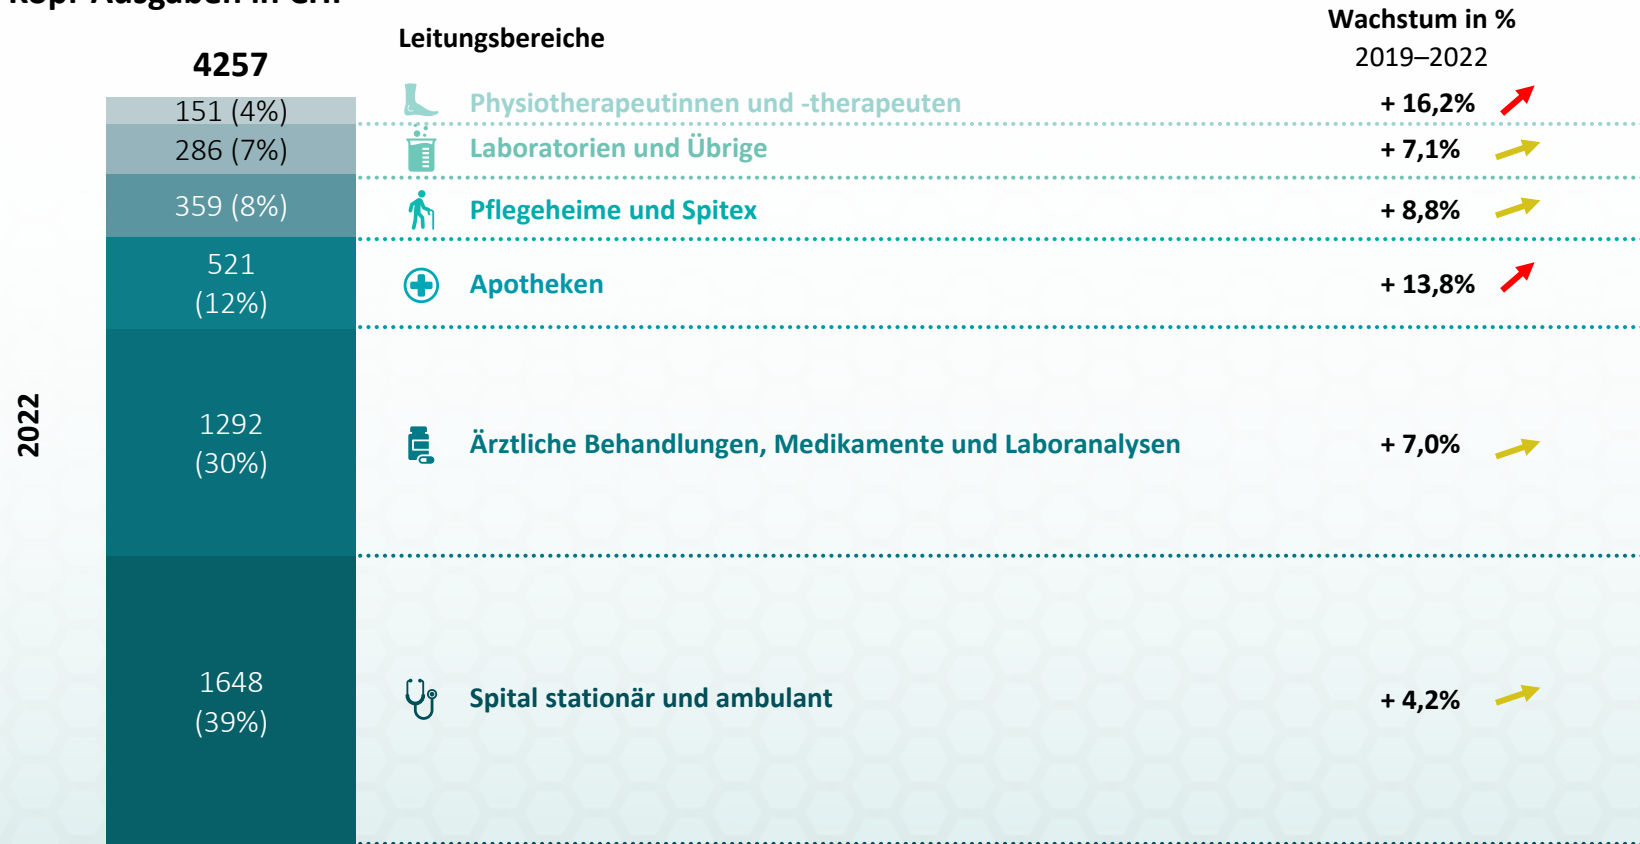 4257
Leitungsbereiche
Wachstum in %
2019–2022
151 (4%)
Physiotherapeutinnen und -therapeuten
+ 16,2%
286 (7%)
Laboratorien und Übrige
+ 7,1%
359 (8%)
Pflegeheime und Spitex
+ 8,8%
521
(12%)
Apotheken
+ 13,8%
2022
1292
(30%)
Ärztliche Behandlungen, Medikamente und Laboranalysen
+ 7,0%
1648
(39%)
Spital stationär und ambulant
+ 4,2%